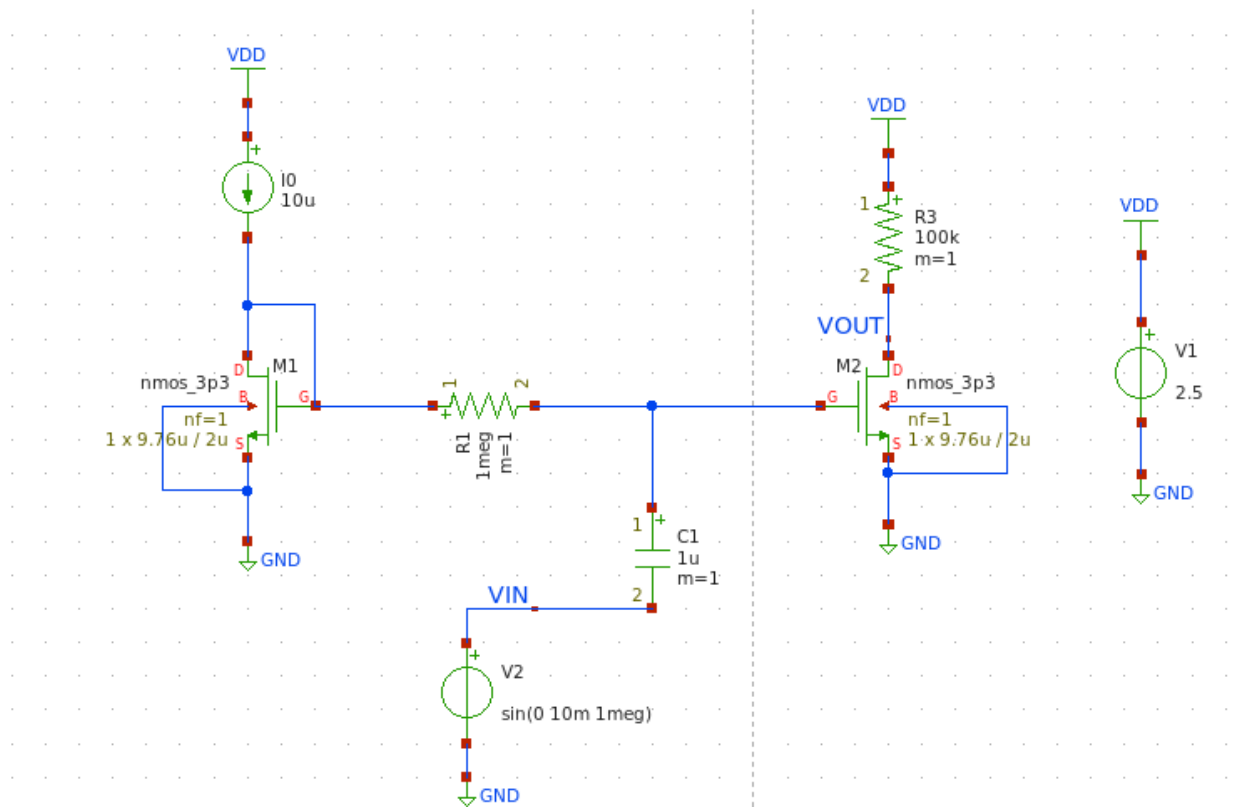 VDD
+
I0
10u
D
M1
nmos_3p3
B
G
nf=1
1 x 9.76u / 2u
S
GND
1
2
+
R1
1meg
m=1
1
+
C1
1u
m=1
2
VIN
+
V2
sin(0 10m 1meg)
GND
VDD
1
+
R3
100k
m=1
2
VOUT
M2
D
nmos_3p3
B
G
nf=1
1 x 9.76u / 2u
S
GND
VDD
+
V1
2.5
GND